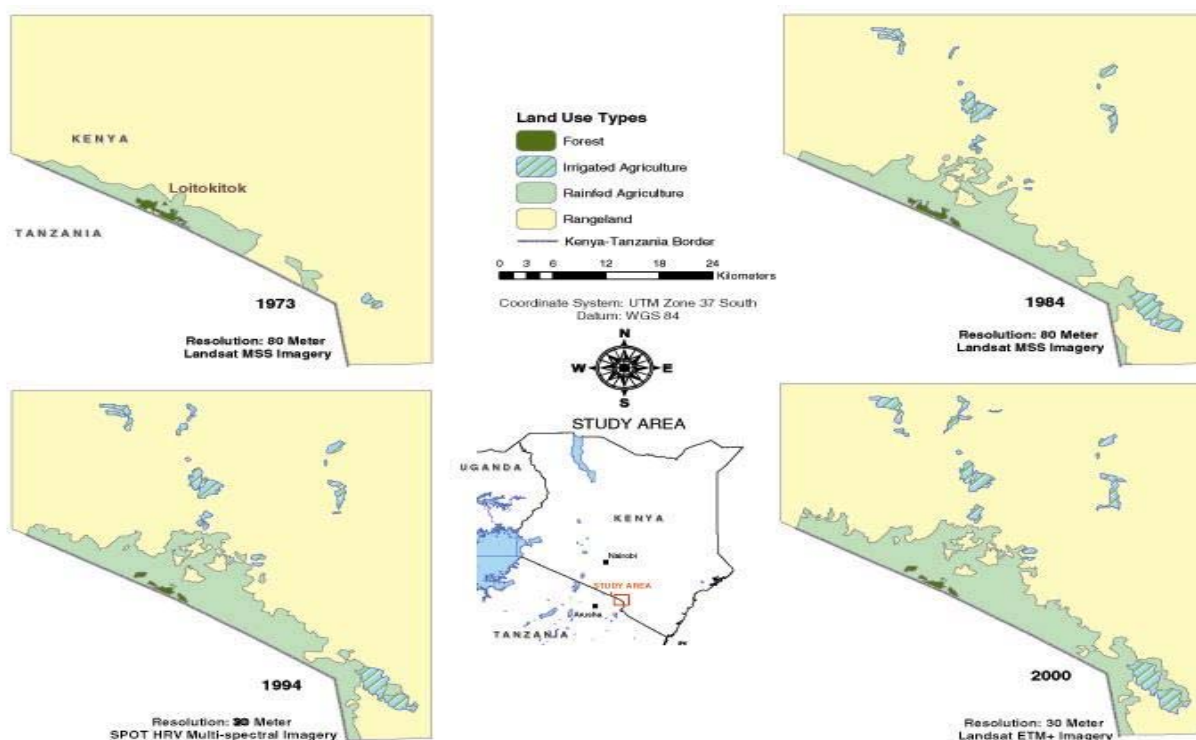 KENYA
Loitokitok
TANZANIA
1973
Resolution: 80 Meter
Landsat MSS Imagery
Land Use Types
Forest
Irrigated Agriculture
Rainfed Agriculture
Rangeland
Kenya-Tanzania Border
0 3 6 12 18 24
Kilometers
Coordinate System: UTM Zone 37 South
Datum: WGS 84
N
W E
S
STUDY AREA
UGANDA
KENYA
Nairobi
STUDY AREA
Arusha
TANZANIA
1984
Resolution: 80 Meter
Landsat MSS Imagery
1994
Resolution: Meter
SPOT HRV Multi-spectral Imagery
2000
Resolution: 30 Meter
Landsat ETM+ Imagery